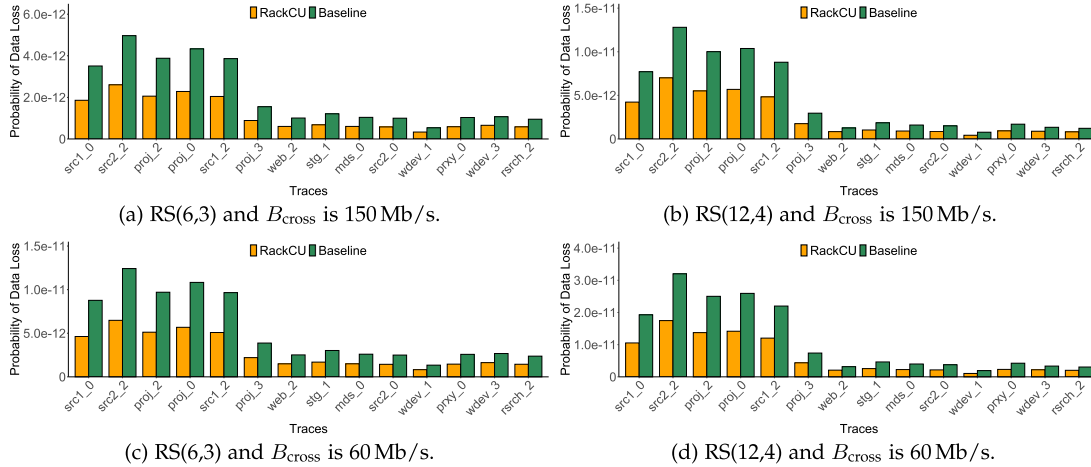 6.0e-12
4.0e-12
2.0e-12
0
Probability of Data Loss
RackCU Baseline
src1_0 src2_2 proj_2 proj_0 src1_2 proj_3 web_2 stg_1 mds_0 src2_0 wdev_1 prxy_0 wdev_3 rsrch_2
Traces
(a) RS(6,3) and Bcross is 150 Mb/s.
1.5e-11
1.0e-11
5.0e-12
0
Probability of Data Loss
RackCU Baseline
src1_0 src2_2 proj_2 proj_0 src1_2 proj_3 web_2 stg_1 mds_0 src2_0 wdev_1 prxy_0 wdev_3 rsrch_2
Traces
(b) RS(12,4) and Bcross is 150 Mb/s.
1.5e-11
1.0e-11
5.0e-12
0
Probability of Data Loss
RackCU Baseline
src1_0 src2_2 proj_2 proj_0 src1_2 proj_3 web_2 stg_1 mds_0 src2_0 wdev_1 prxy_0 wdev_3 rsrch_2
Traces
(c) RS(6,3) and Bcross is 60 Mb/s.
4.0e-11
3.0e-11
2.0e-11
1.0e-11
0
Probability of Data Loss
RackCU Baseline
src1_0 src2_2 proj_2 proj_0 src1_2 proj_3 web_2 stg_1 mds_0 src2_0 wdev_1 prxy_0 wdev_3 rsrch_2
Traces
(d) RS(12,4) and Bcross is 60 Mb/s.